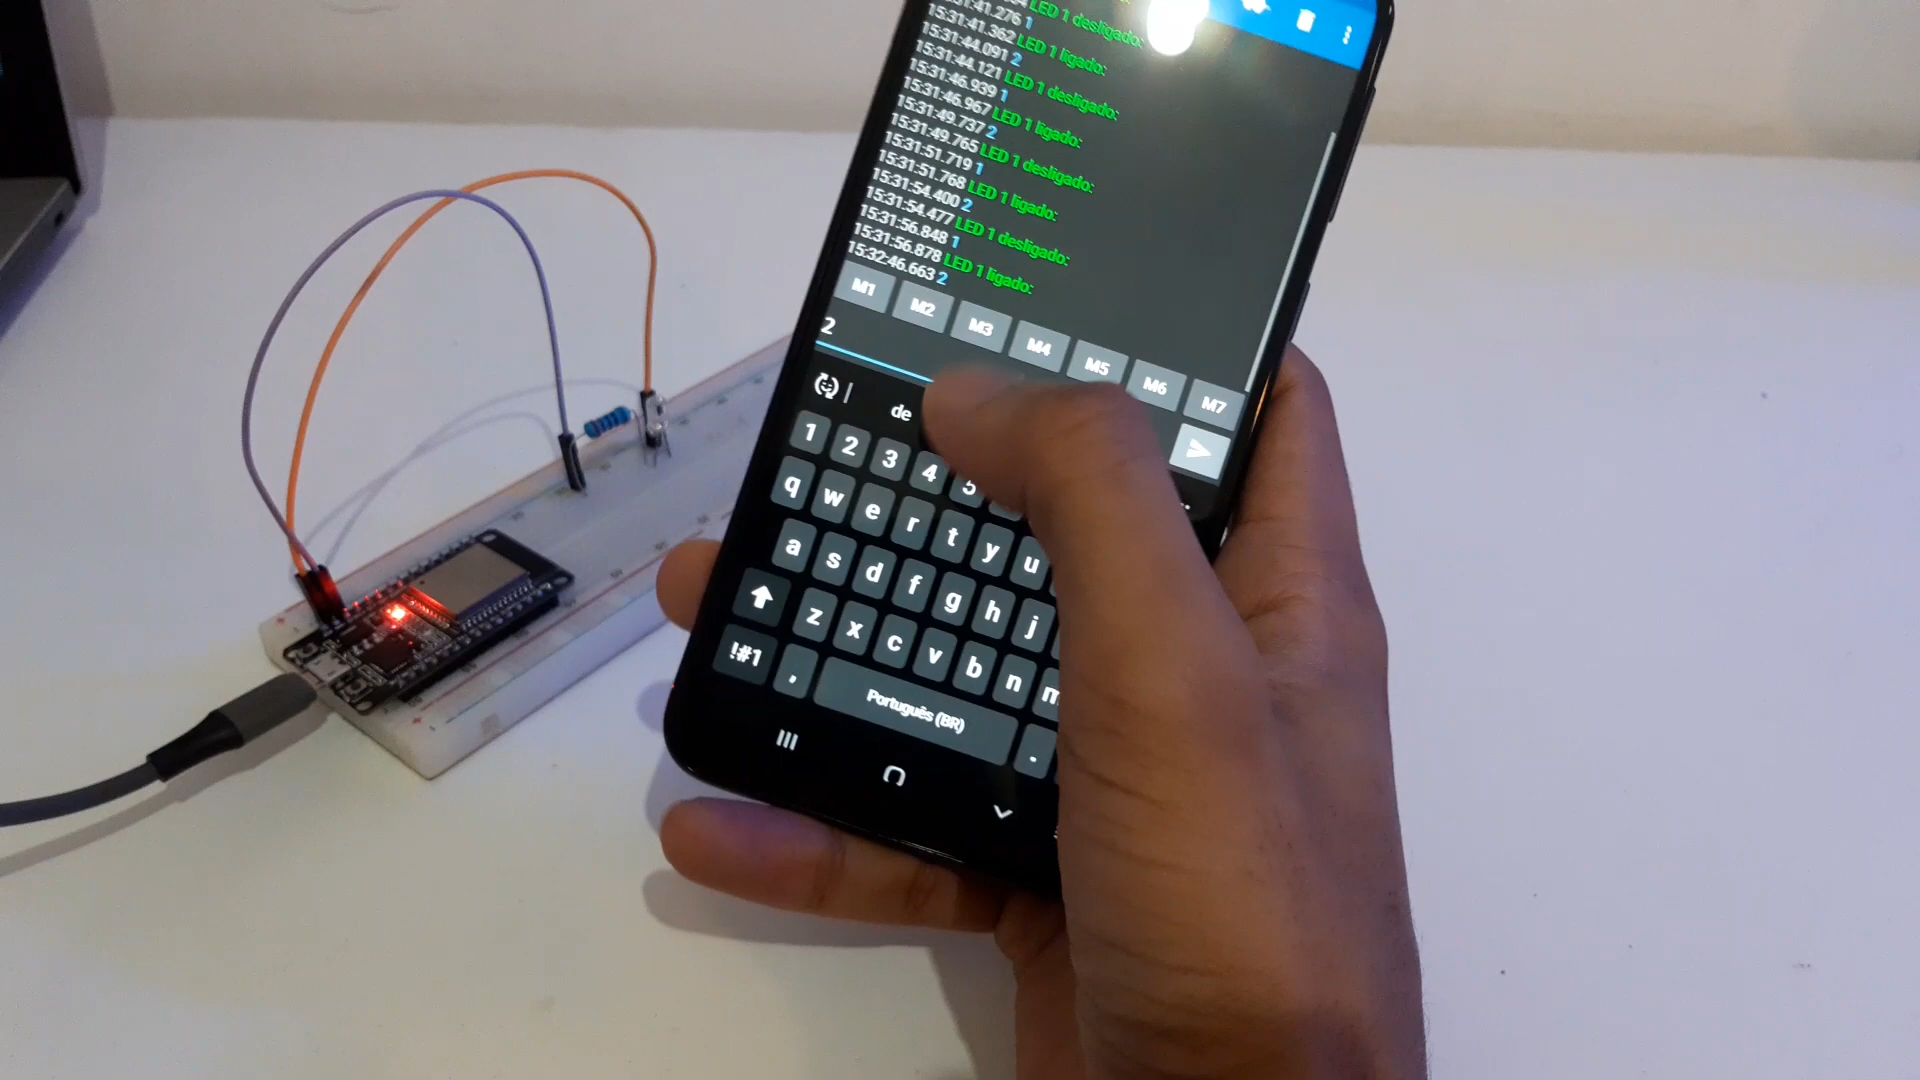 LED 1 desligado:
15:31:41.276 1
15:31:41.362 LED 1 ligado:
15:31:44.091 2
15:31:44.121 LED 1 desligado:
15:31:46.939 1
15:31:46.967 LED 1 ligado:
15:31:49.737 2
15:31:49.765 LED 1 desligado:
15:31:51.719 1
15:31:51.768 LED 1 ligado:
15:31:54.400 2
15:31:54.477 LED 1 desligado:
15:31:56.848 1
15:31:56.878 LED 1 ligado:
15:32:46.663 2
M1 M2 M3 M4 M5 M6 M7
2
de
1 2 3 4 5
q w e r t y u
a s d f g h j
z x c v b n m
!#1 , Português (BR) .